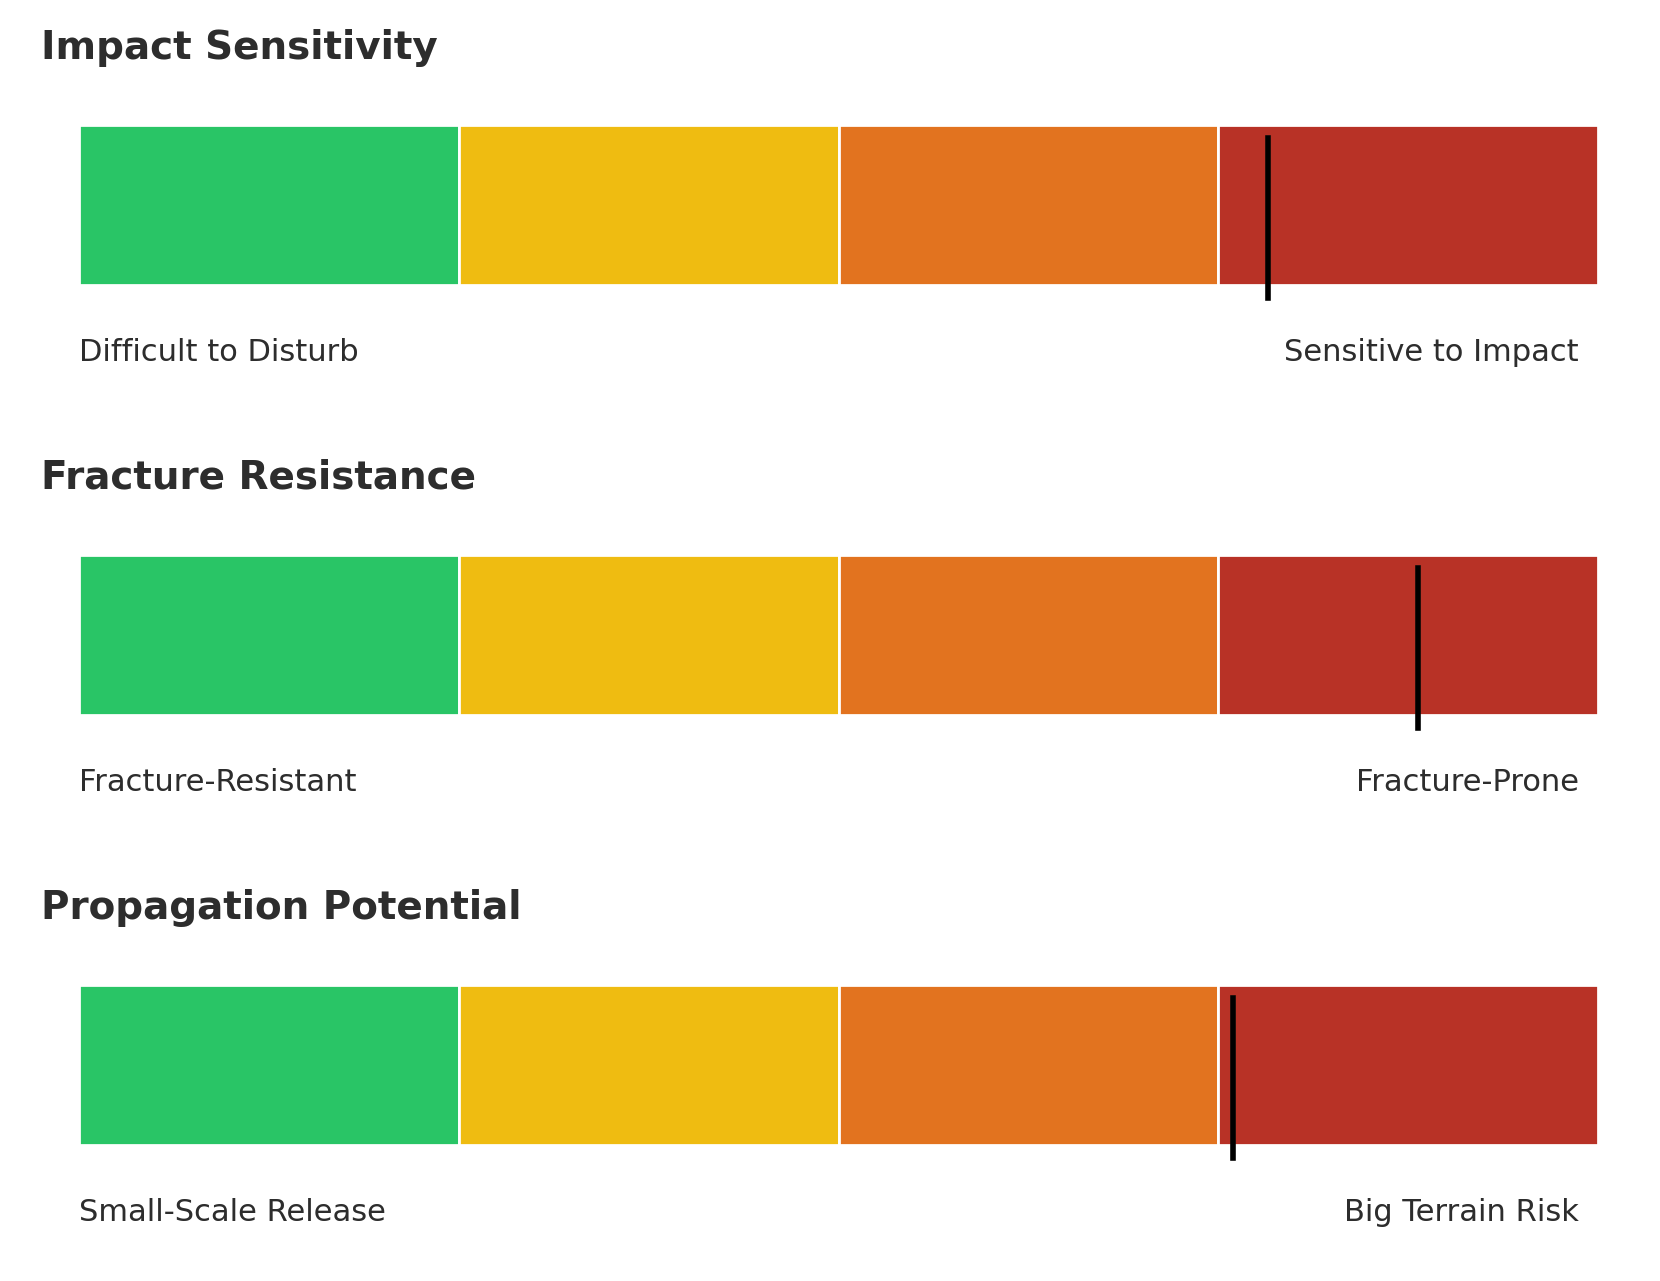 Impact Sensitivity
Difficult to Disturb
Sensitive to Impact
Fracture Resistance
Fracture-Resistant
Fracture-Prone
Propagation Potential
Small-Scale Release
Big Terrain Risk